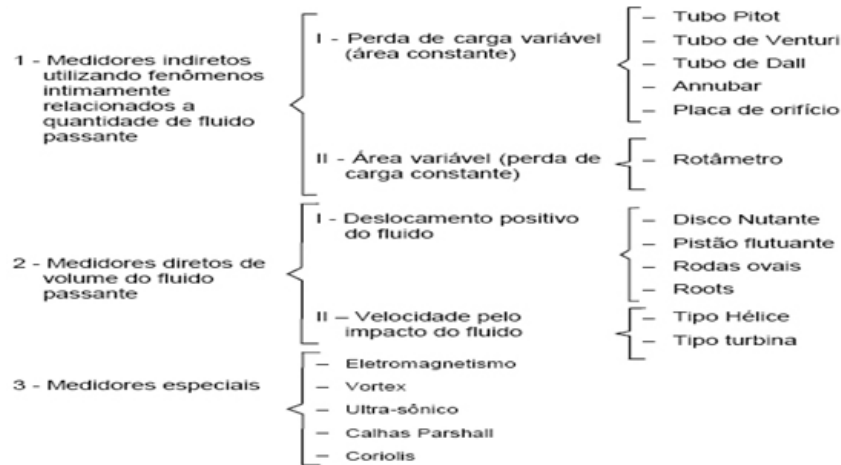 1 - Medidores indiretos
utilizando fenômenos
intimamente
relacionados a
quantidade de fluido
passante
I - Perda de carga variável
(área constante)
– Tubo Pitot
– Tubo de Venturi
– Tubo de Dall
– Annubar
– Placa de orifício
II - Área variável (perda de
carga constante)
– Rotâmetro
2 - Medidores diretos de
volume do fluido
passante
I - Deslocamento positivo
do fluido
– Disco Nutante
– Pistão flutuante
– Rodas ovais
– Roots
II – Velocidade pelo
impacto do fluido
– Tipo Hélice
– Tipo turbina
3 - Medidores especiais
– Eletromagnetismo
– Vortex
– Ultra-sônico
– Calhas Parshall
– Coriolis